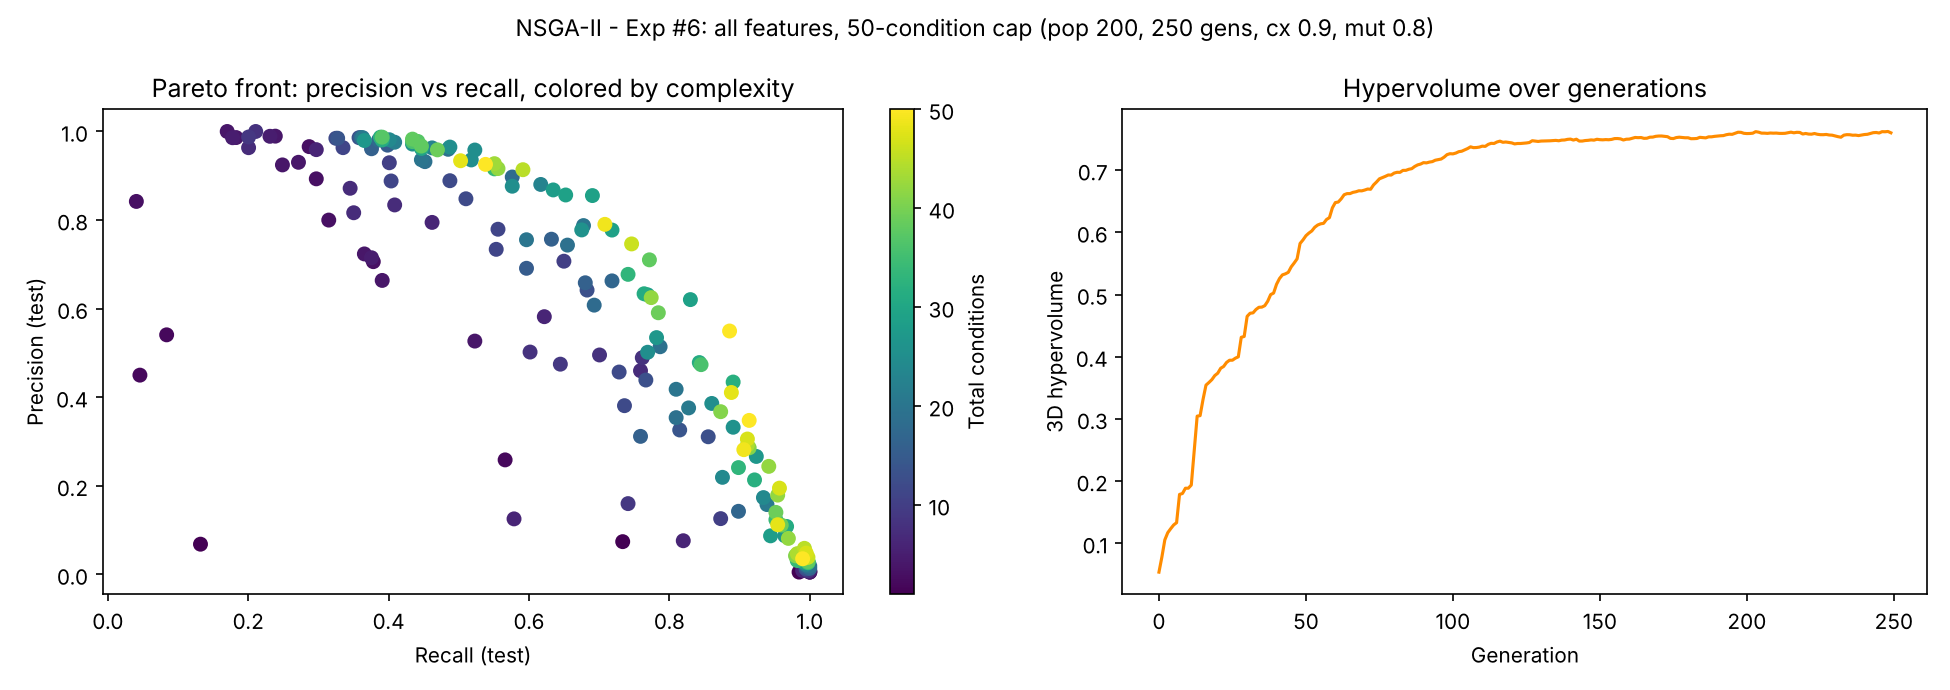 NSGA-II - Exp #6: all features, 50-condition cap (pop 200, 250 gens, cx 0.9, mut 0.8)
Pareto front: precision vs recall, colored by complexity
Precision (test)
1.0
0.8
0.6
0.4
0.2
0.0
0.0 0.2 0.4 0.6 0.8 1.0
Recall (test)
50
40
30
20
10
Total conditions
Hypervolume over generations
3D hypervolume
0.7
0.6
0.5
0.4
0.3
0.2
0.1
0 50 100 150 200 250
Generation